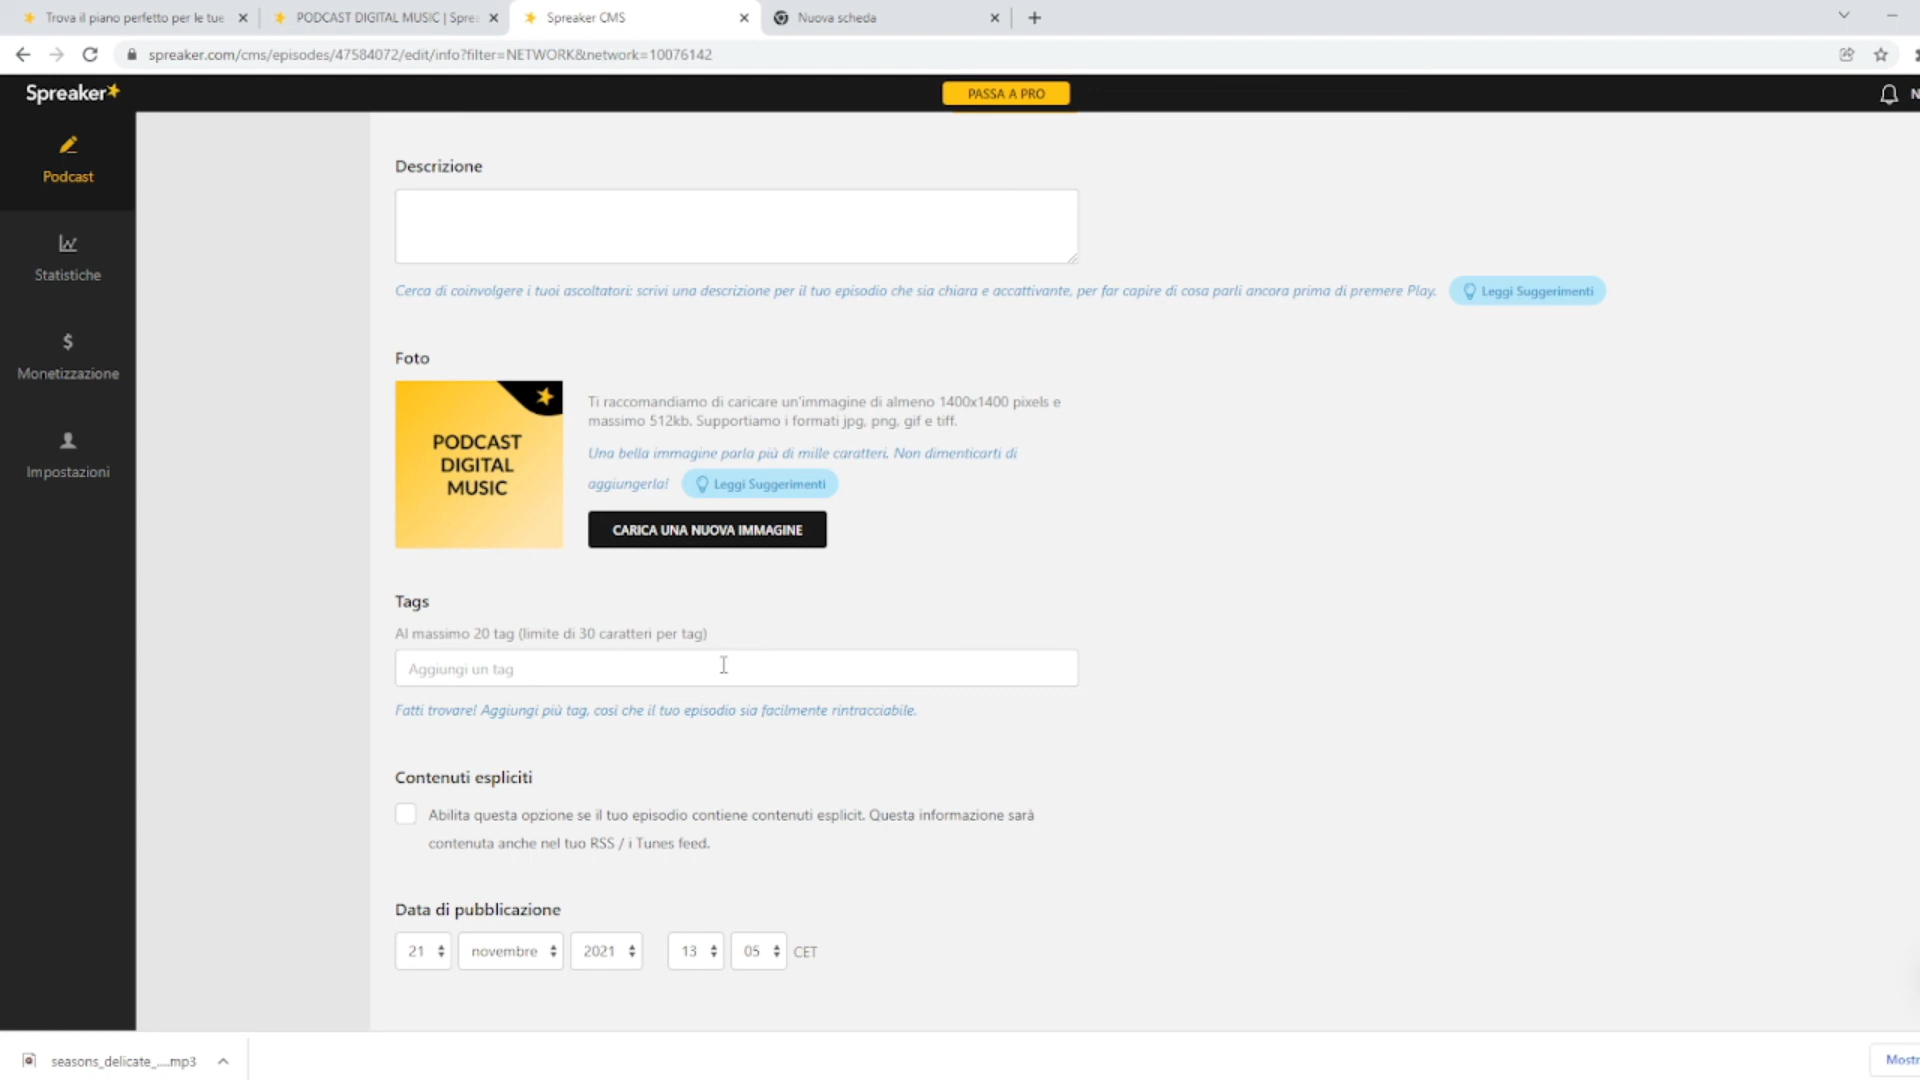 Trova il piano perfetto per le tue
PODCAST DIGITAL MUSIC | Sprea
Spreaker CMS
Nuova scheda
spreaker.com/cms/episodes/47584072/edit/info?filter=NETWORK&network=10076142
Spreaker
PASSA A PRO
N
Podcast
Statistiche
Monetizzazione
Impostazioni
Descrizione
Cerca di coinvolgere i tuoi ascoltatori: scrivi una descrizione per il tuo episodio che sia chiara e accattivante, per far capire di cosa parli ancora prima di premere Play.
Leggi Suggerimenti
Foto
PODCAST
DIGITAL
MUSIC
Ti raccomandiamo di caricare un'immagine di almeno 1400x1400 pixels e
massimo 512kb. Supportiamo i formati jpg, png, gif e tiff.
Una bella immagine parla più di mille caratteri. Non dimenticarti di
aggiungerla! Leggi Suggerimenti
CARICA UNA NUOVA IMMAGINE
Tags
Al massimo 20 tag (limite di 30 caratteri per tag)
Aggiungi un tag
Fatti trovare! Aggiungi più tag, così che il tuo episodio sia facilmente rintracciabile.
Contenuti espliciti
Abilita questa opzione se il tuo episodio contiene contenuti esplicit. Questa informazione sarà
contenuta anche nel tuo RSS / i Tunes feed.
Data di pubblicazione
21 novembre 2021 13 05 CET
seasons_delicate_....mp3
Mostr